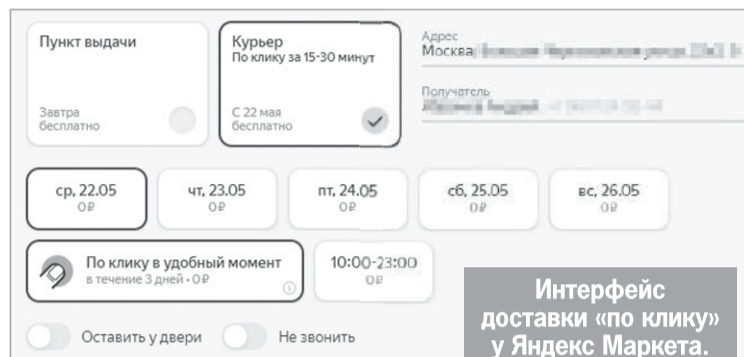 Пункт выдачи
Завтра
бесплатно
Курьер
По клику за 15-30 минут
С 22 мая
бесплатно
Адрес
Москва
Получатель
ср, 22.05
0 ₽
чт, 23.05
0 ₽
пт, 24.05
0 ₽
сб, 25.05
0 ₽
вс, 26.05
0 ₽
По клику в удобный момент
в течение 3 дней • 0 ₽
10:00-23:00
0 ₽
Оставить у двери
Не звонить
Интерфейс
доставки «по клику»
у Яндекс Маркета.